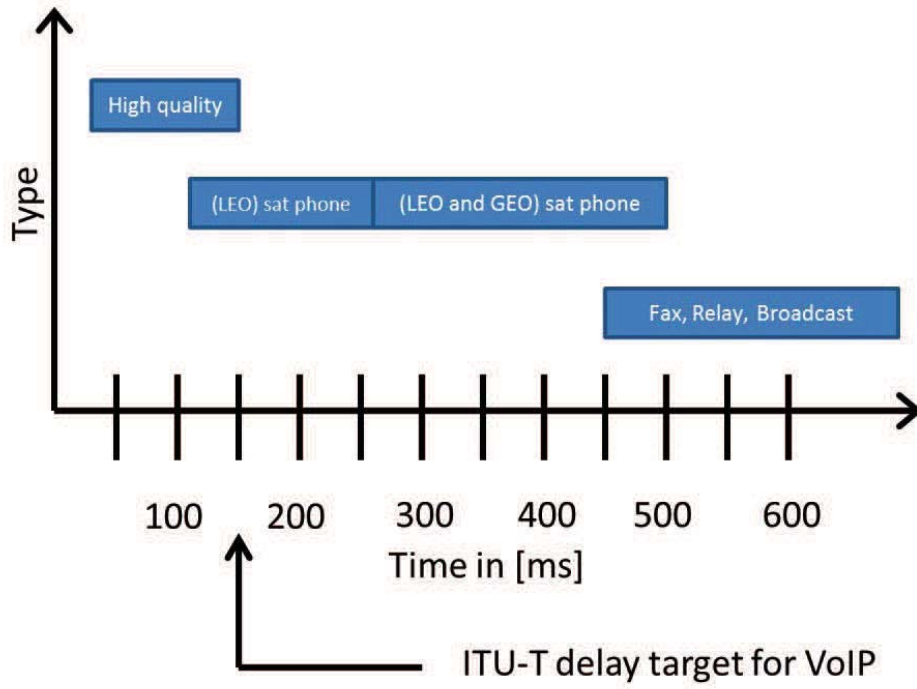 Type
High quality
(LEO) sat phone
(LEO and GEO) sat phone
Fax, Relay, Broadcast
100 200 300 400 500 600
Time in [ms]
ITU-T delay target for VoIP